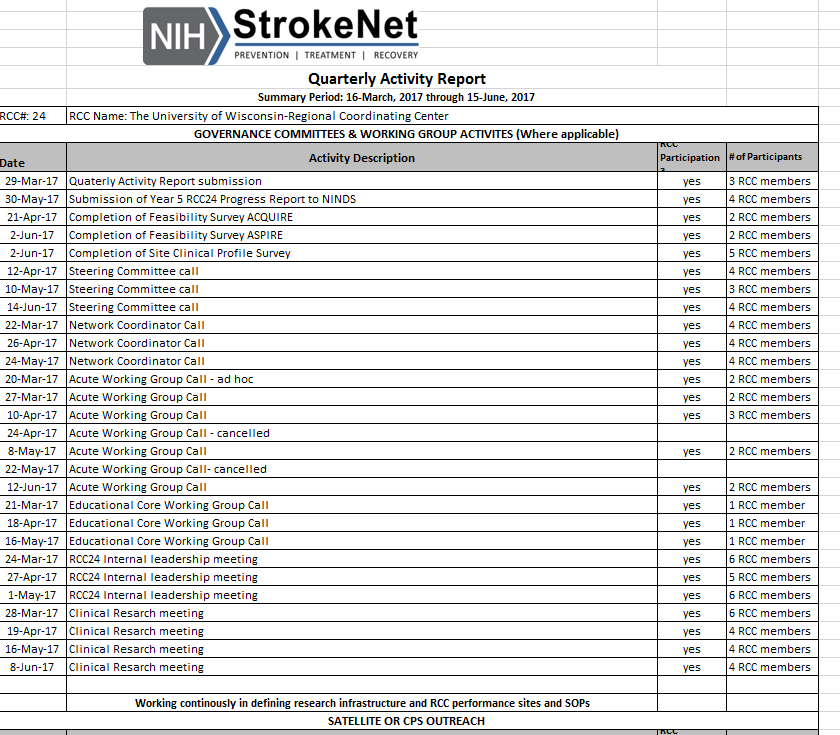 NIH StrokeNet
PREVENTION | TREATMENT | RECOVERY
Quarterly Activity Report
Summary Period: 16-March, 2017 through 15-June, 2017
RCC#: 24 RCC Name: The University of Wisconsin-Regional Coordinating Center
GOVERNANCE COMMITTEES & WORKING GROUP ACTIVITES (Where applicable)
Date Activity Description RCC Participation ? # of Participants
29-Mar-17 Quaterly Activity Report submission yes 3 RCC members
30-May-17 Submission of Year 5 RCC24 Progress Report to NINDS yes 4 RCC members
21-Apr-17 Completion of Feasibility Survey ACQUIRE yes 2 RCC members
2-Jun-17 Completion of Feasibility Survey ASPIRE yes 2 RCC members
2-Jun-17 Completion of Site Clinical Profile Survey yes 5 RCC members
12-Apr-17 Steering Committee call yes 4 RCC members
10-May-17 Steering Committee call yes 3 RCC members
14-Jun-17 Steering Committee call yes 4 RCC members
22-Mar-17 Network Coordinator Call yes 4 RCC members
26-Apr-17 Network Coordinator Call yes 4 RCC members
24-May-17 Network Coordinator Call yes 4 RCC members
20-Mar-17 Acute Working Group Call - ad hoc yes 2 RCC members
27-Mar-17 Acute Working Group Call yes 2 RCC members
10-Apr-17 Acute Working Group Call yes 3 RCC members
24-Apr-17 Acute Working Group Call - cancelled
8-May-17 Acute Working Group Call yes 2 RCC members
22-May-17 Acute Working Group Call- cancelled
12-Jun-17 Acute Working Group Call yes 2 RCC members
21-Mar-17 Educational Core Working Group Call yes 1 RCC member
18-Apr-17 Educational Core Working Group Call yes 1 RCC member
16-May-17 Educational Core Working Group Call yes 1 RCC member
24-Mar-17 RCC24 Internal leadership meeting yes 6 RCC members
27-Apr-17 RCC24 Internal leadership meeting yes 5 RCC members
1-May-17 RCC24 Internal leadership meeting yes 6 RCC members
28-Mar-17 Clinical Resarch meeting yes 6 RCC members
19-Apr-17 Clinical Resarch meeting yes 4 RCC members
16-May-17 Clinical Resarch meeting yes 4 RCC members
8-Jun-17 Clinical Resarch meeting yes 4 RCC members
Working continously in defining research infrastructure and RCC performance sites and SOPs
SATELLITE OR CPS OUTREACH
RCC